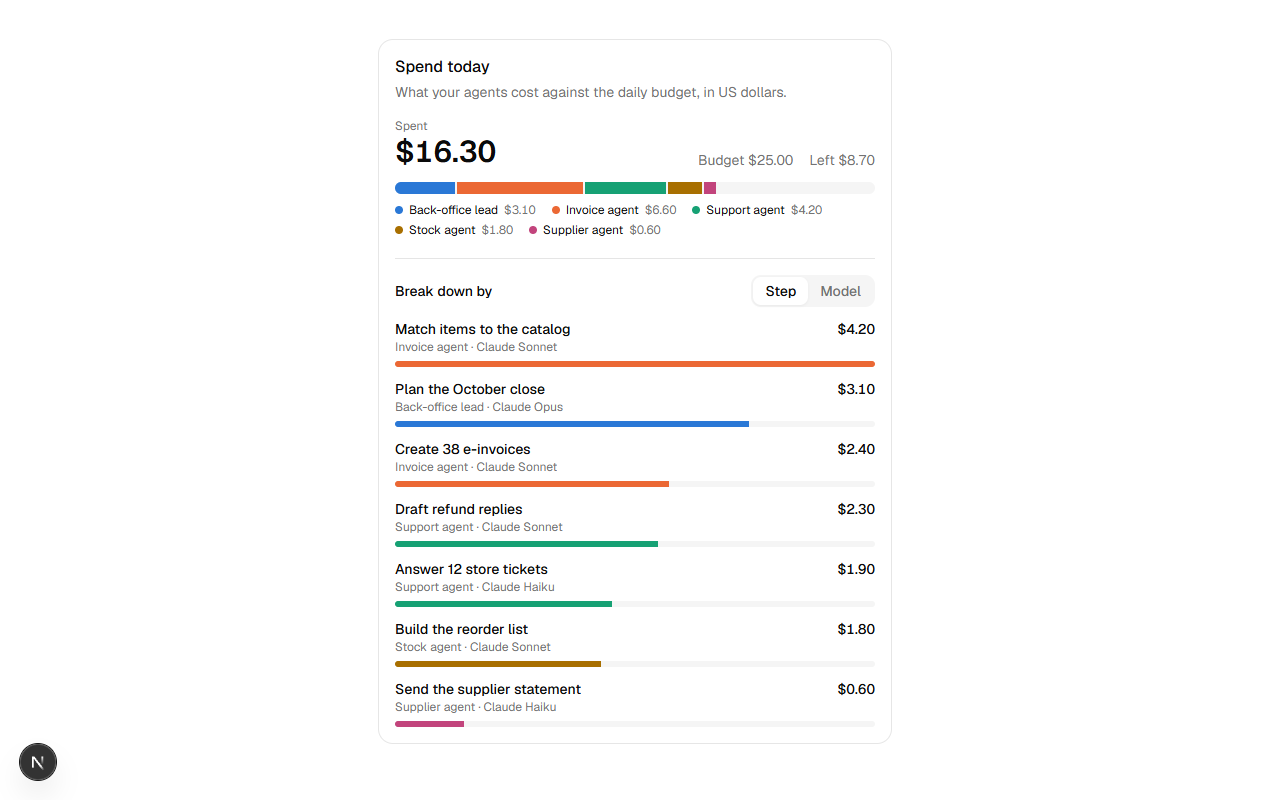 Spend today
What your agents cost against the daily budget, in US dollars.
Spent
$16.30
Budget $25.00 Left $8.70
Back-office lead $3.10 Invoice agent $6.60 Support agent $4.20
Stock agent $1.80 Supplier agent $0.60
Break down by Step Model
Match items to the catalog $4.20
Invoice agent · Claude Sonnet
Plan the October close $3.10
Back-office lead · Claude Opus
Create 38 e-invoices $2.40
Invoice agent · Claude Sonnet
Draft refund replies $2.30
Support agent · Claude Sonnet
Answer 12 store tickets $1.90
Support agent · Claude Haiku
Build the reorder list $1.80
Stock agent · Claude Sonnet
Send the supplier statement $0.60
Supplier agent · Claude Haiku
N